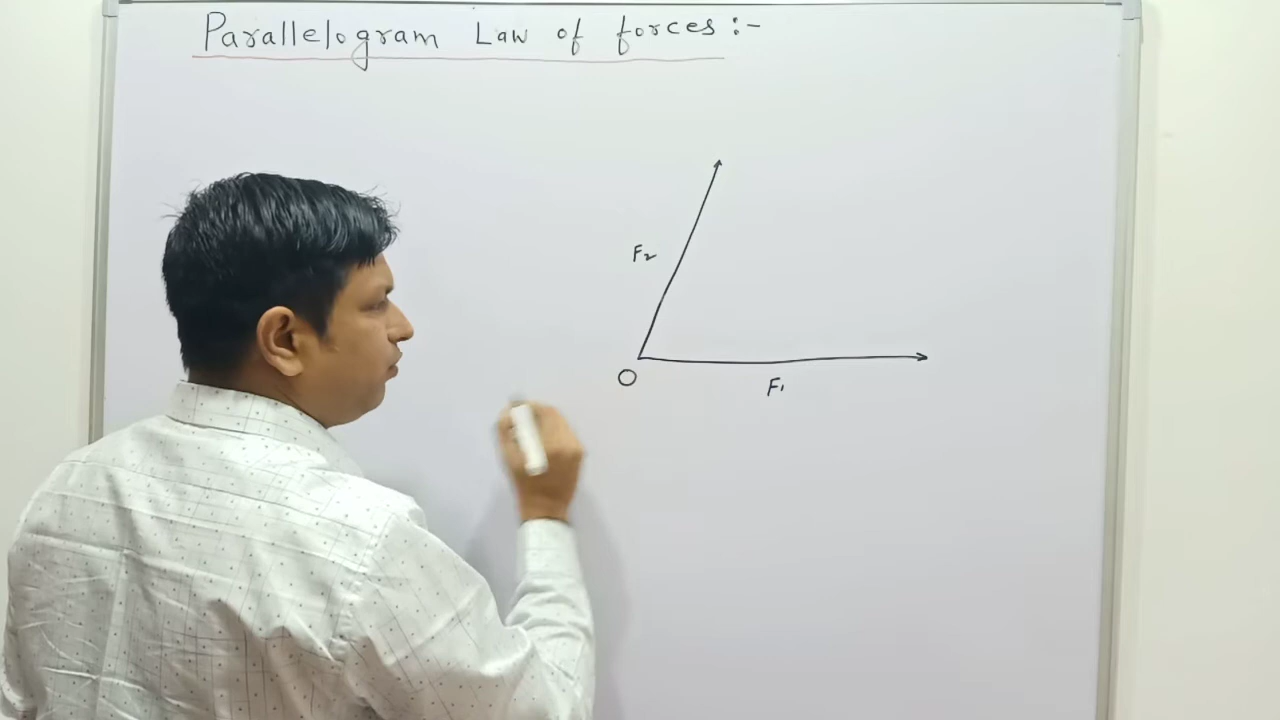 Parallelogram Law of forces :-
F₂
O
F₁